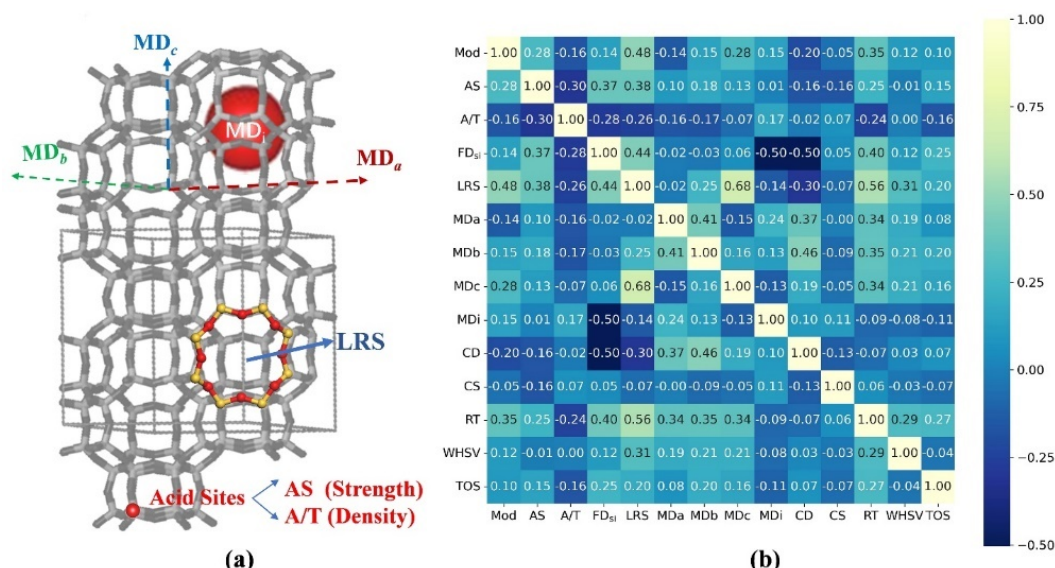 MD_c
MD_i
MD_b
MD_a
LRS
Acid Sites
AS (Strength)
A/T (Density)
(a)
Mod 1.00 0.28 -0.16 0.14 0.48 -0.14 0.15 0.28 0.15 -0.20 -0.05 0.35 0.12 0.10
AS 0.28 1.00 -0.30 0.37 0.38 0.10 0.18 0.13 0.01 -0.16 -0.16 0.25 -0.01 0.15
A/T -0.16 -0.30 1.00 -0.28 -0.26 -0.16 -0.17 -0.07 0.17 -0.02 0.07 -0.24 0.00 -0.16
FD_si 0.14 0.37 -0.28 1.00 0.44 -0.02 -0.03 0.06 -0.50 -0.50 0.05 0.40 0.12 0.25
LRS 0.48 0.38 -0.26 0.44 1.00 -0.02 0.25 0.68 -0.14 -0.30 -0.07 0.56 0.31 0.20
MDa -0.14 0.10 -0.16 -0.02 -0.02 1.00 0.41 -0.15 0.24 0.37 -0.00 0.34 0.19 0.08
MDb 0.15 0.18 -0.17 -0.03 0.25 0.41 1.00 0.16 0.13 0.46 -0.09 0.35 0.21 0.20
MDc 0.28 0.13 -0.07 0.06 0.68 -0.15 0.16 1.00 -0.13 0.19 -0.05 0.34 0.21 0.16
MDi 0.15 0.01 0.17 -0.50 -0.14 0.24 0.13 -0.13 1.00 0.10 0.11 -0.09 -0.08 -0.11
CD -0.20 -0.16 -0.02 -0.50 -0.30 0.37 0.46 0.19 0.10 1.00 -0.13 -0.07 0.03 0.07
CS -0.05 -0.16 0.07 0.05 -0.07 -0.00 -0.09 -0.05 0.11 -0.13 1.00 0.06 -0.03 -0.07
RT 0.35 0.25 -0.24 0.40 0.56 0.34 0.35 0.34 -0.09 -0.07 0.06 1.00 0.29 0.27
WHSV 0.12 -0.01 0.00 0.12 0.31 0.19 0.21 0.21 -0.08 0.03 -0.03 0.29 1.00 -0.04
TOS 0.10 0.15 -0.16 0.25 0.20 0.08 0.20 0.16 -0.11 0.07 -0.07 0.27 -0.04 1.00
Mod AS A/T FD_si LRS MDa MDb MDc MDi CD CS RT WHSV TOS
1.00
0.75
0.50
0.25
0.00
-0.25
-0.50
(b)